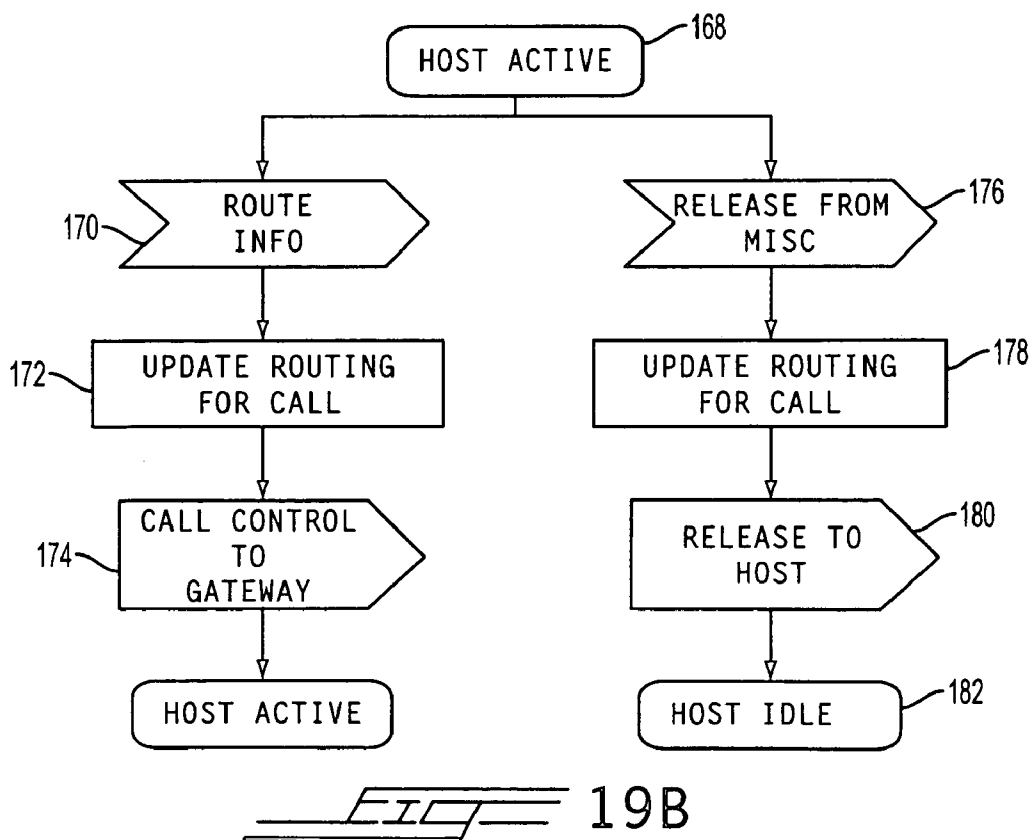 HOST ACTIVE
168
170
ROUTE
INFO
RELEASE FROM
MISC
176
172
UPDATE ROUTING
FOR CALL
UPDATE ROUTING
FOR CALL
178
174
CALL CONTROL
TO
GATEWAY
RELEASE TO
HOST
180
HOST ACTIVE
HOST IDLE
182
FIG 19B